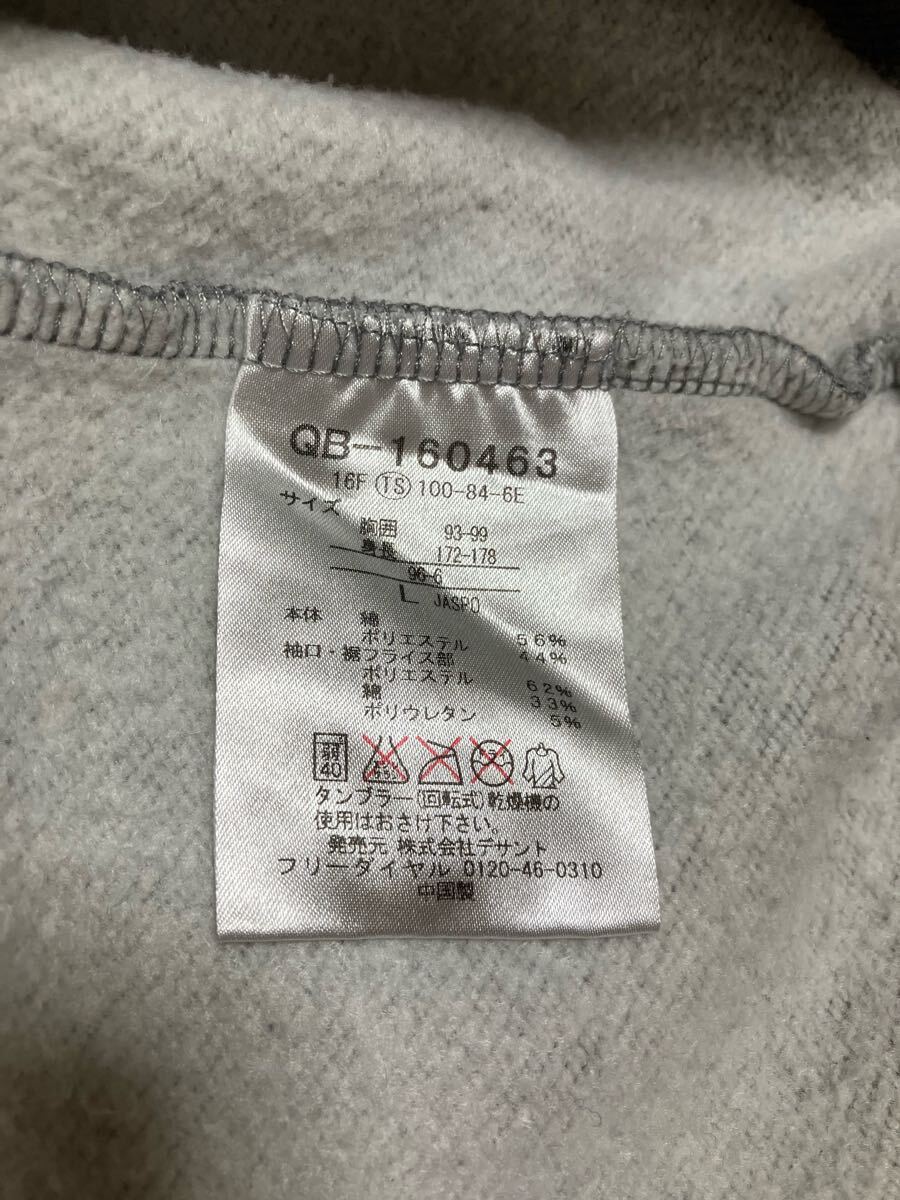 QB-160463
16F TS 100-84-6E
サイズ
胸囲 93-99
身長 172-178
96-6
L JASPO
本体 綿 56%
ポリエステル 44%
袖口・裾フライス部
ポリエステル 62%
綿 33%
ポリウレタン 5%
弱 40
タンブラー(回転式)乾燥機の
使用はおさけ下さい。
発売元 株式会社デサント
フリーダイヤル 0120-46-0310
中国製